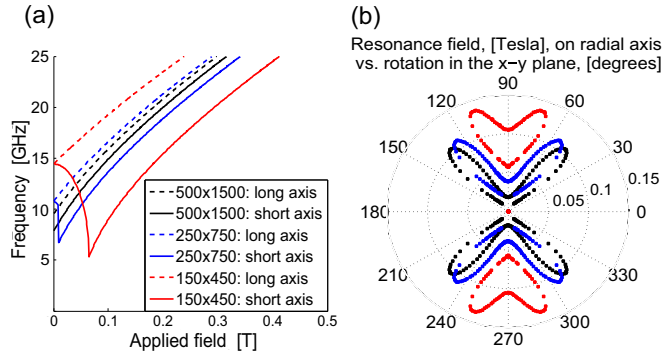 (a)
25
20
15
10
5
Frequency [GHz]
0
0.1
0.2
0.3
0.4
0.5
Applied field [T]
500x1500: long axis
500x1500: short axis
250x750: long axis
250x750: short axis
150x450: long axis
150x450: short axis
(b)
Resonance field, [Tesla], on radial axis
vs. rotation in the x−y plane, [degrees]
90
120
60
150
30
0.15
0.1
0.05
180
0
210
330
240
300
270